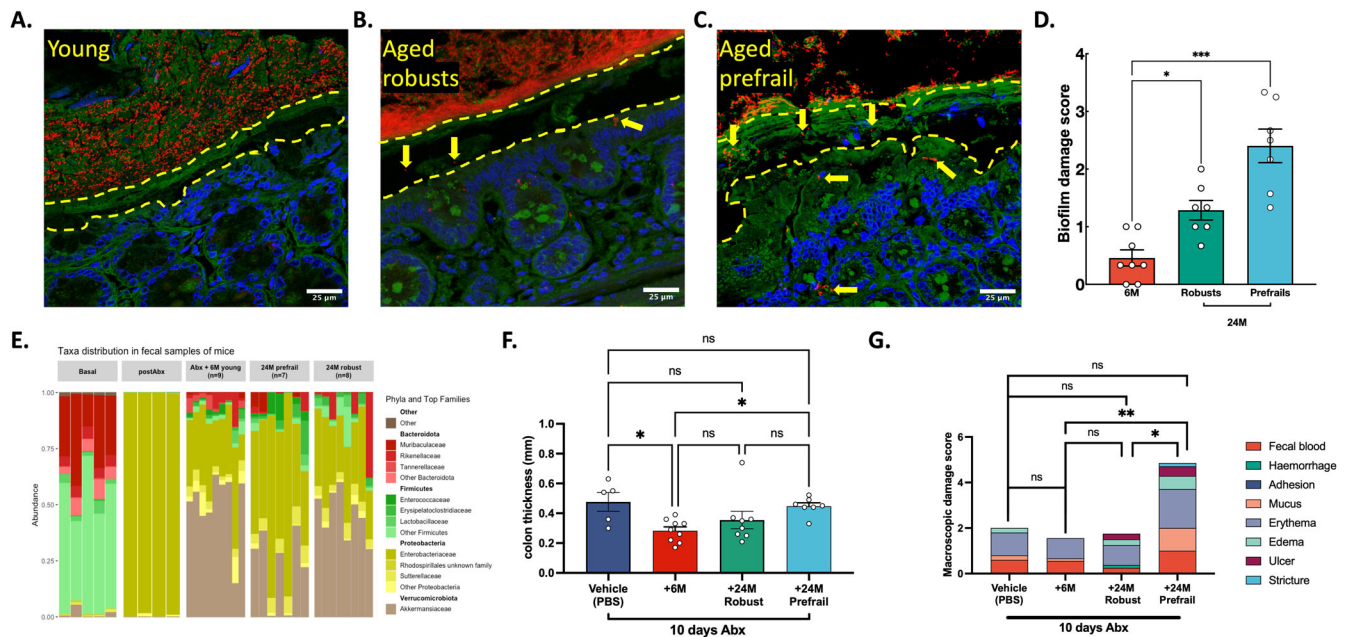 A.
Young
25 µm
B.
Aged
robusts
25 µm
C.
Aged
prefrail
25 µm
D.
Biofilm damage score
4
3
2
1
0
***
*
6M
Robusts
Prefrails
24M
E.
Taxa distribution in fecal samples of mice
Basal
postAbx
Abx + 6M young
(n=9)
24M prefrail
(n=7)
24M robust
(n=8)
Abundance
1.00
0.75
0.50
0.25
0.00
Phyla and Top Families
Other
Other
Bacteroidota
Muribaculaceae
Rikenellaceae
Tannerellaceae
Other Bacteroidota
Firmicutes
Enterococcaceae
Erysipelatoclostridiaceae
Lactobacillaceae
Other Firmicutes
Proteobacteria
Enterobacteriaceae
Rhodospirillales unknown family
Sutterellaceae
Other Proteobacteria
Verrucomicrobiota
Akkermansiaceae
F.
colon thickness (mm)
1.0
0.8
0.6
0.4
0.2
0.0
ns
ns
*
*
ns
ns
Vehicle
(PBS)
+6M
+24M
Robust
+24M
Prefrail
10 days Abx
G.
Macroscopic damage score
6
4
2
0
ns
ns
**
ns
*
ns
Vehicle
(PBS)
+6M
+24M
Robust
+24M
Prefrail
10 days Abx
Fecal blood
Haemorrhage
Adhesion
Mucus
Erythema
Edema
Ulcer
Stricture